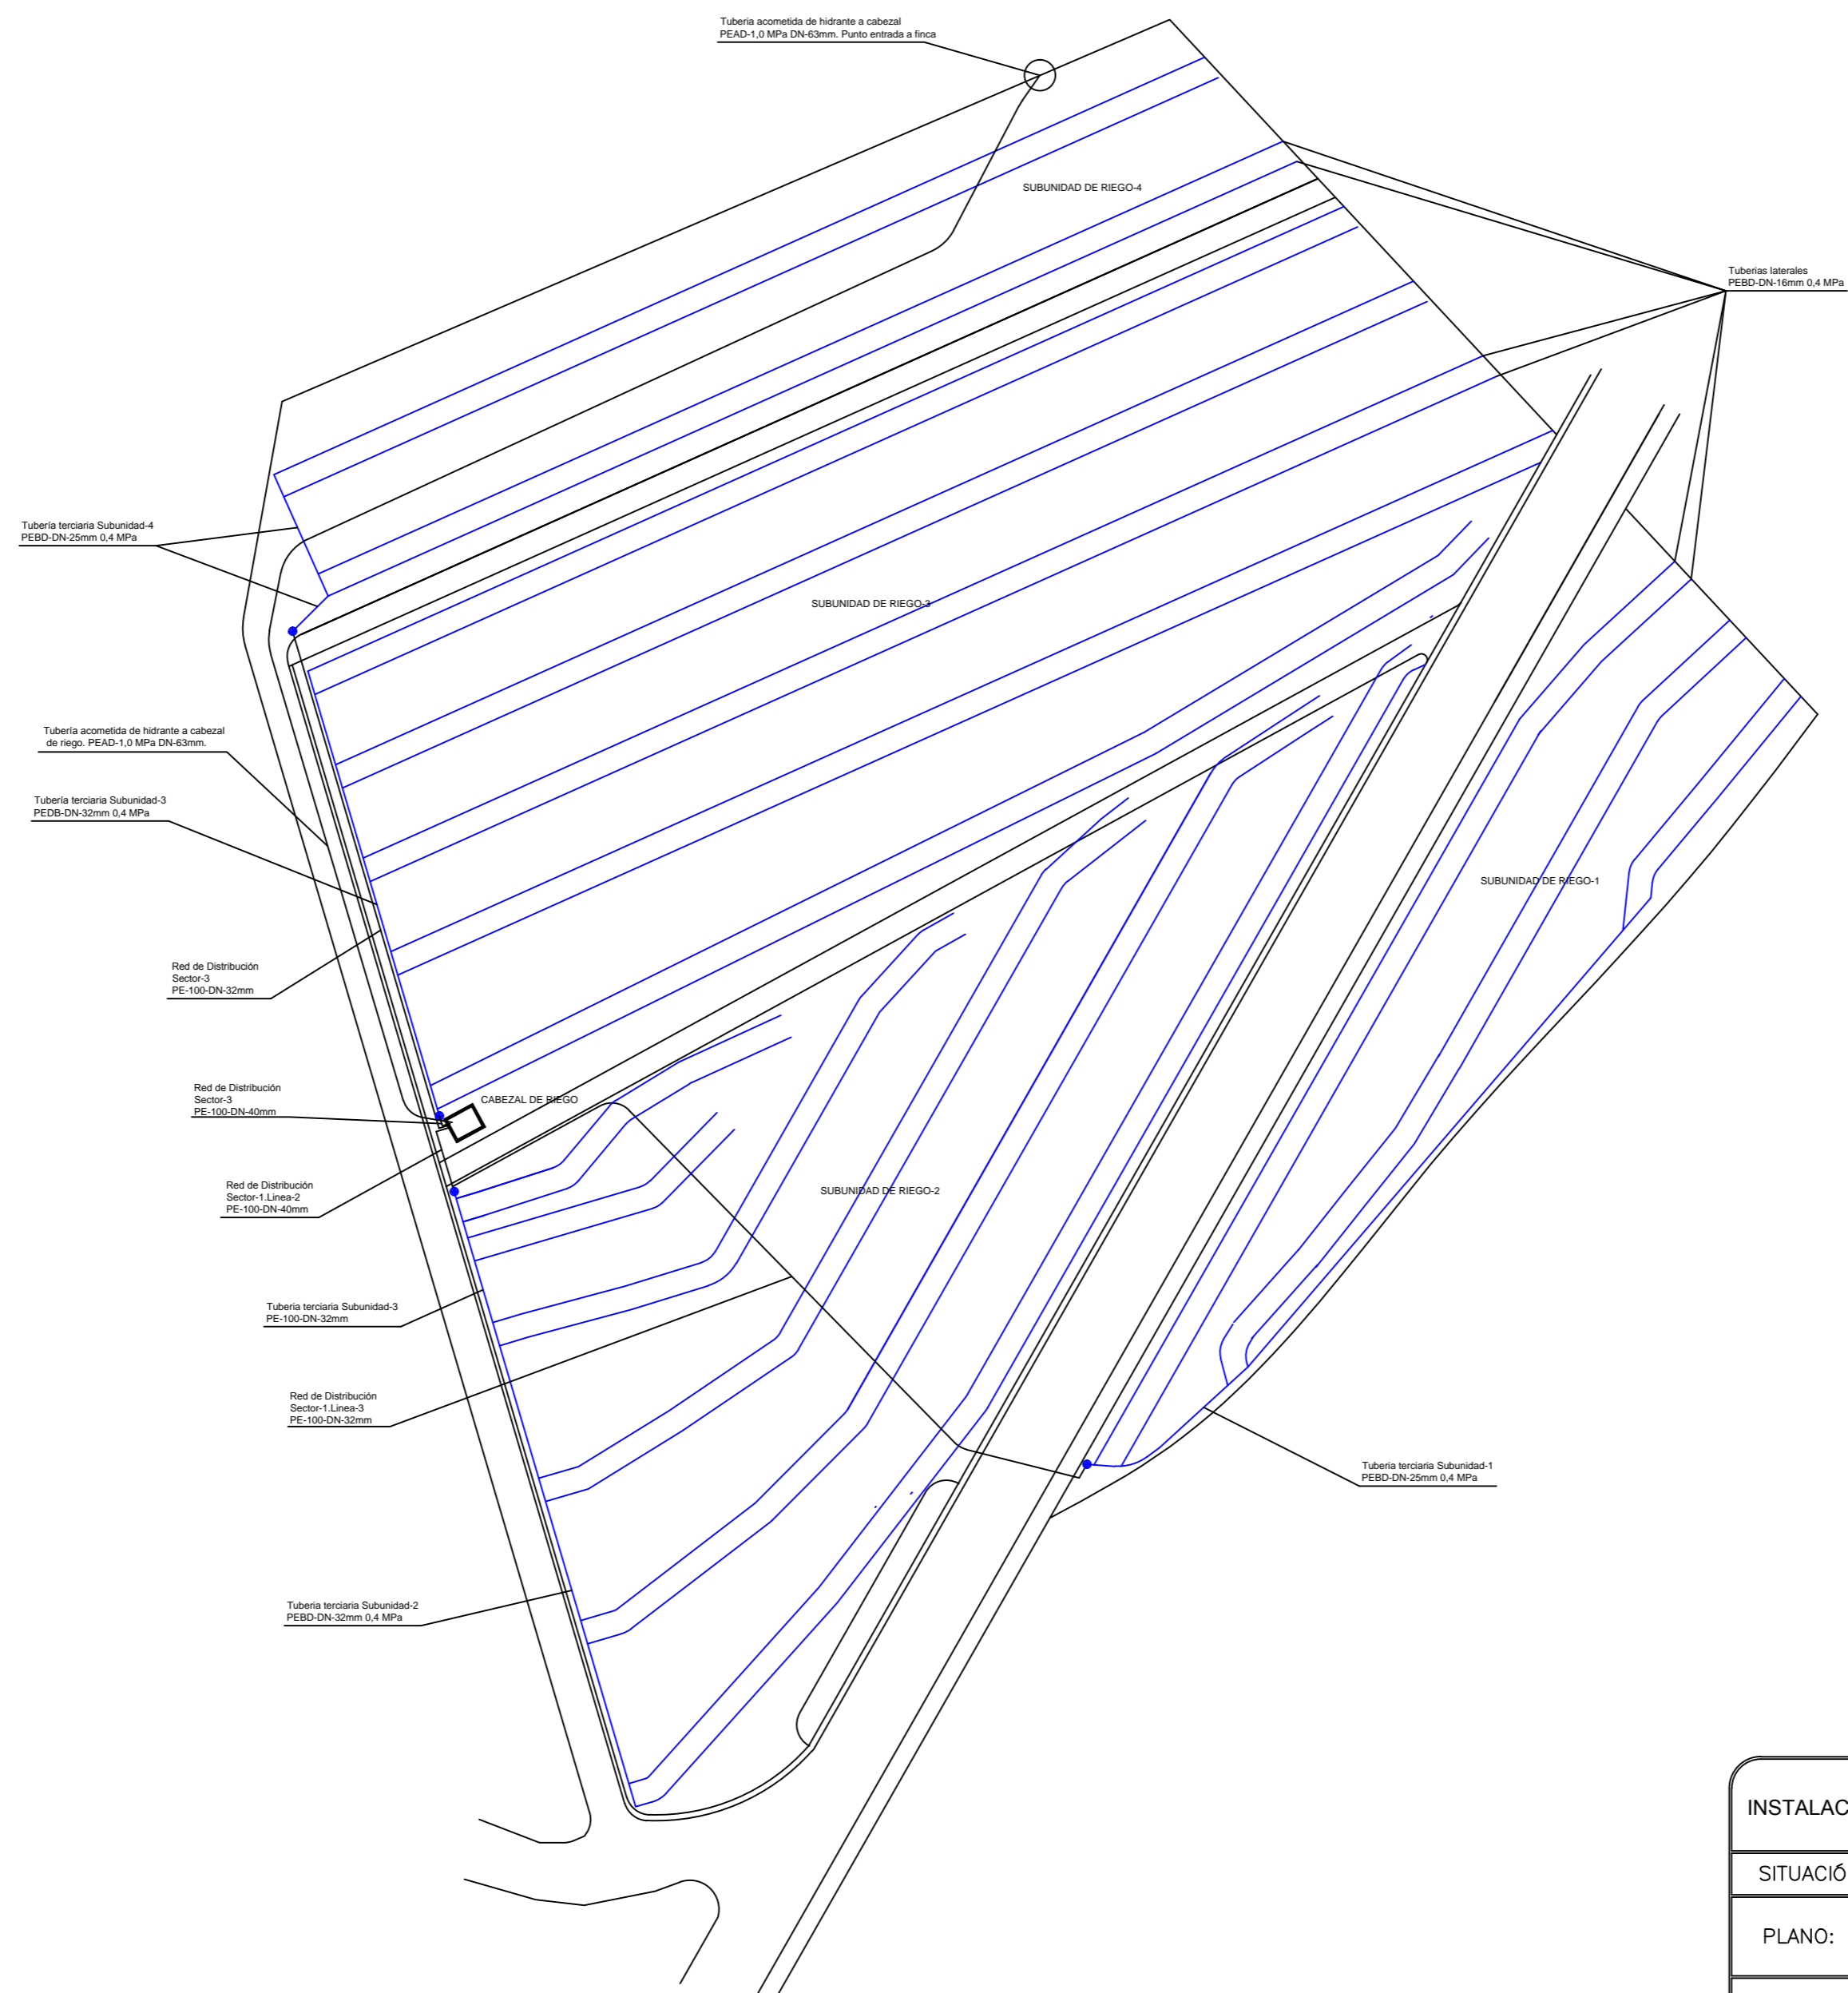 Tuberia acometida de hidrante a cabezal
PEAD-1,0 MPa DN-63mm. Punto entrada a finca
SUBUNIDAD DE RIEGO-4
Tuberias laterales
PEBD-DN-16mm 0,4 MPa
Tubería terciaria Subunidad-4
PEBD-DN-25mm 0,4 MPa
SUBUNIDAD DE RIEGO-3
Tubería acometida de hidrante a cabezal
de riego. PEAD-1,0 MPa DN-63mm.
Tubería terciaria Subunidad-3
PEDB-DN-32mm 0,4 MPa
SUBUNIDAD DE RIEGO-1
Red de Distribución
Sector-3
PE-100-DN-32mm
Red de Distribución
Sector-3
PE-100-DN-40mm
CABEZAL DE RIEGO
Red de Distribución
Sector-1.Linea-2
PE-100-DN-40mm
SUBUNIDAD DE RIEGO-2
Tuberia terciaria Subunidad-3
PE-100-DN-32mm
Red de Distribución
Sector-1.Linea-3
PE-100-DN-32mm
Tuberia terciaria Subunidad-1
PEBD-DN-25mm 0,4 MPa
Tuberia terciaria Subunidad-2
PEBD-DN-32mm 0,4 MPa
INSTALAC
SITUACIÓ
PLANO: